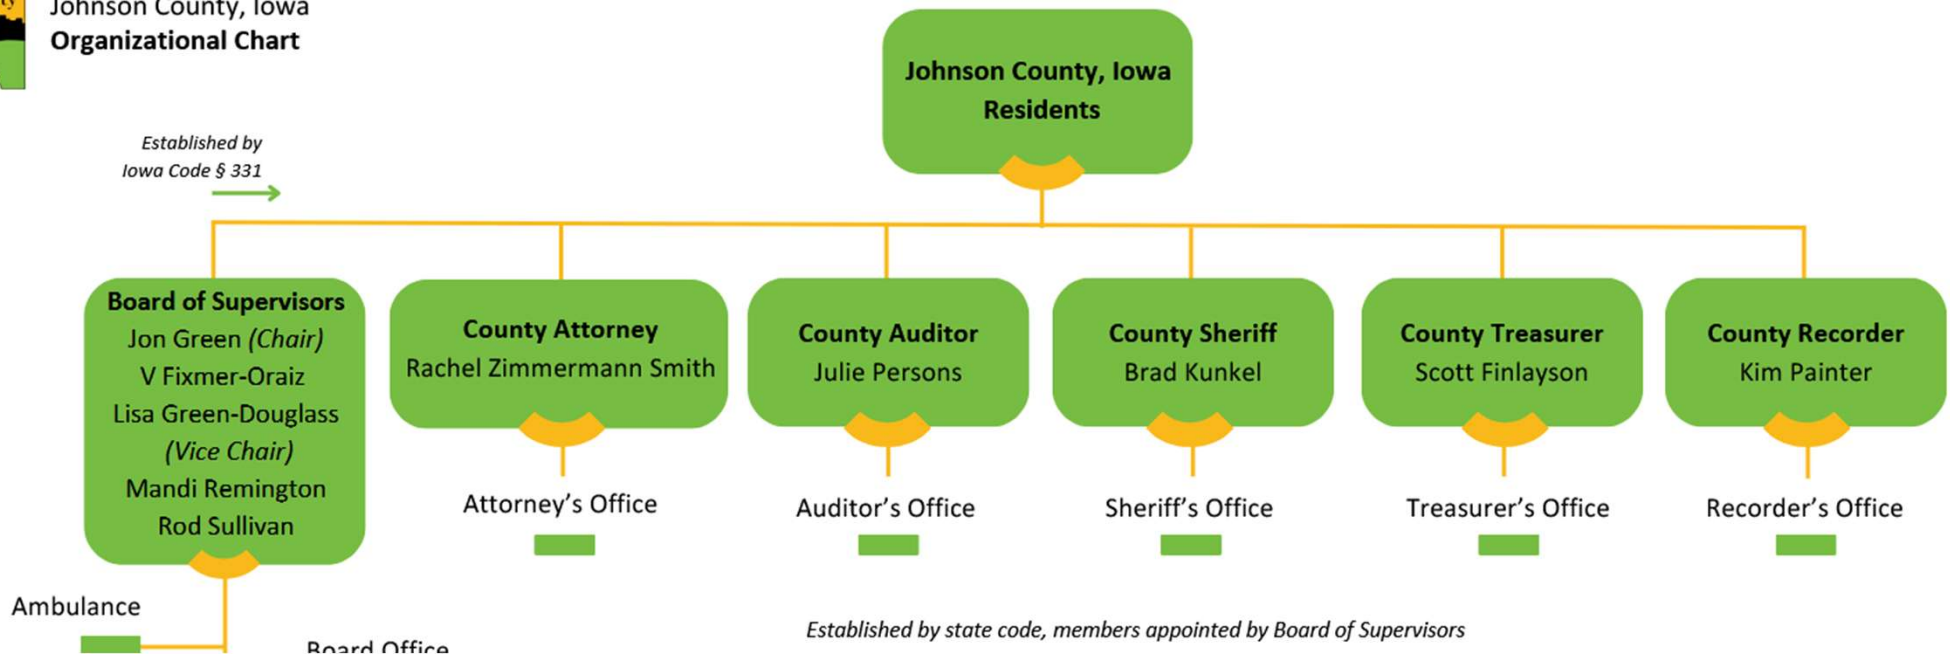 Johnson County, Iowa
Organizational Chart
Johnson County, Iowa
Residents
Established by
Iowa Code § 331
Board of Supervisors
Jon Green (Chair)
V Fixmer-Oraiz
Lisa Green-Douglass
(Vice Chair)
Mandi Remington
Rod Sullivan
County Attorney
Rachel Zimmermann Smith
County Auditor
Julie Persons
County Sheriff
Brad Kunkel
County Treasurer
Scott Finlayson
County Recorder
Kim Painter
Attorney’s Office
Auditor’s Office
Sheriff’s Office
Treasurer’s Office
Recorder’s Office
Ambulance
Board Office
Established by state code, members appointed by Board of Supervisors